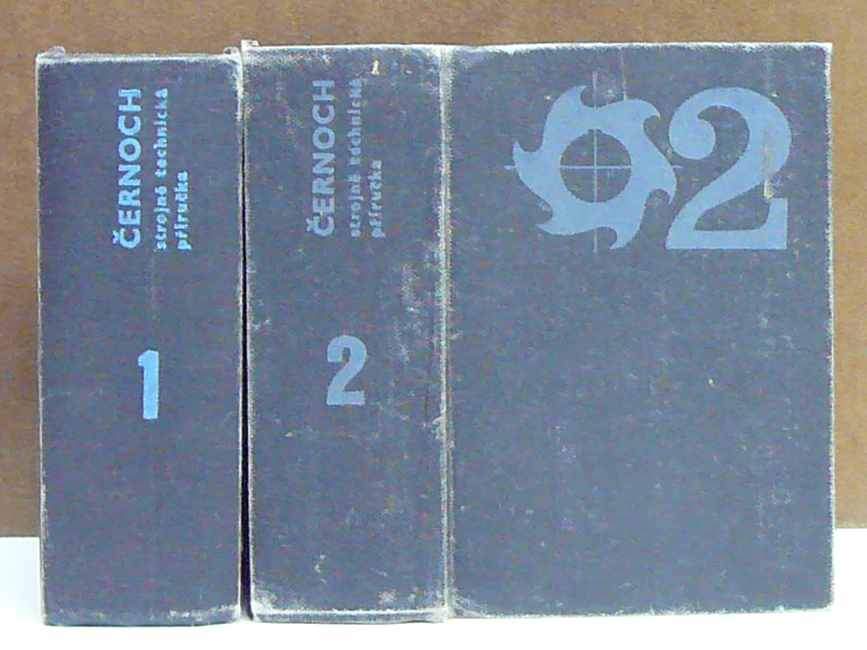 ČERNOCH
strojně technická
příručka
1
ČERNOCH
strojně technická
příručka
2
2